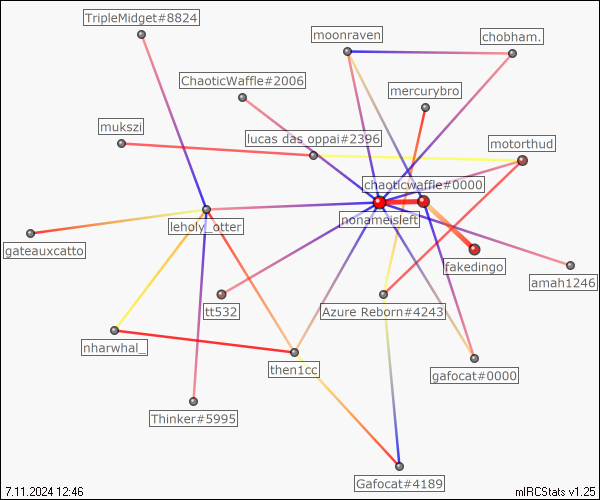 TripleMidget#8824
moonraven
chobham.
ChaoticWaffle#2006
mercurybro
mukszi
lucas das oppai#2396
motorthud
chaoticwaffle#0000
nonameisleft
leholy_otter
gateauxcatto
fakedingo
amah1246
tt532
Azure Reborn#4243
nharwhal_
then1cc
gafocat#0000
Thinker#5995
Gafocat#4189
7.11.2024 12:46
mIRCStats v1.25